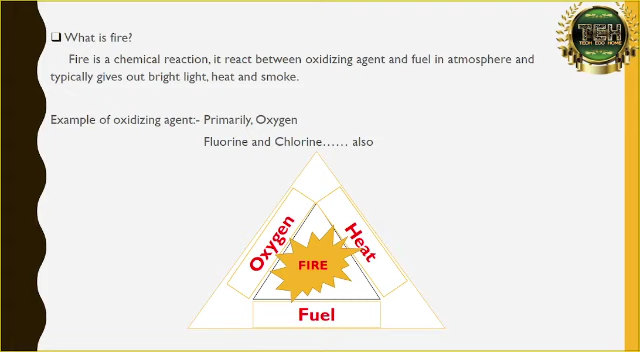 What is fire?
Fire is a chemical reaction, it react between oxidizing agent and fuel in atmosphere and
typically gives out bright light, heat and smoke.
Example of oxidizing agent:- Primarily, Oxygen
Fluorine and Chlorine...... also
Oxygen
Heat
FIRE
Fuel
TEH
TECH EDO HOME